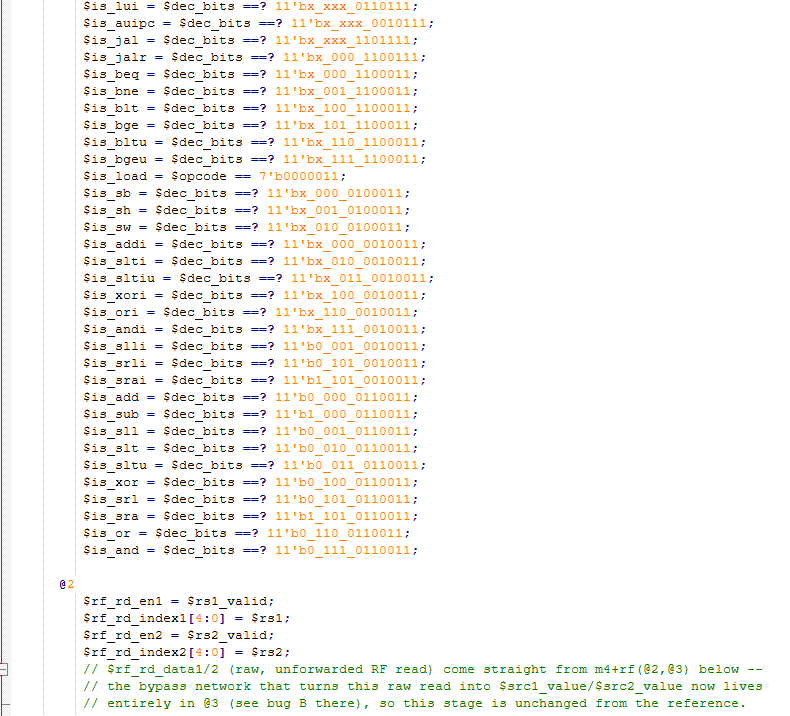 $is_lui = $dec_bits ==? 11'bx_xxx_0110111;
$is_auipc = $dec_bits ==? 11'bx_xxx_0010111;
$is_jal = $dec_bits ==? 11'bx_xxx_1101111;
$is_jalr = $dec_bits ==? 11'bx_000_1100111;
$is_beq = $dec_bits ==? 11'bx_000_1100011;
$is_bne = $dec_bits ==? 11'bx_001_1100011;
$is_blt = $dec_bits ==? 11'bx_100_1100011;
$is_bge = $dec_bits ==? 11'bx_101_1100011;
$is_bltu = $dec_bits ==? 11'bx_110_1100011;
$is_bgeu = $dec_bits ==? 11'bx_111_1100011;
$is_load = $opcode == 7'b0000011;
$is_sb = $dec_bits ==? 11'bx_000_0100011;
$is_sh = $dec_bits ==? 11'bx_001_0100011;
$is_sw = $dec_bits ==? 11'bx_010_0100011;
$is_addi = $dec_bits ==? 11'bx_000_0010011;
$is_slti = $dec_bits ==? 11'bx_010_0010011;
$is_sltiu = $dec_bits ==? 11'bx_011_0010011;
$is_xori = $dec_bits ==? 11'bx_100_0010011;
$is_ori = $dec_bits ==? 11'bx_110_0010011;
$is_andi = $dec_bits ==? 11'bx_111_0010011;
$is_slli = $dec_bits ==? 11'b0_001_0010011;
$is_srli = $dec_bits ==? 11'b0_101_0010011;
$is_srai = $dec_bits ==? 11'b1_101_0010011;
$is_add = $dec_bits ==? 11'b0_000_0110011;
$is_sub = $dec_bits ==? 11'b1_000_0110011;
$is_sll = $dec_bits ==? 11'b0_001_0110011;
$is_slt = $dec_bits ==? 11'b0_010_0110011;
$is_sltu = $dec_bits ==? 11'b0_011_0110011;
$is_xor = $dec_bits ==? 11'b0_100_0110011;
$is_srl = $dec_bits ==? 11'b0_101_0110011;
$is_sra = $dec_bits ==? 11'b1_101_0110011;
$is_or = $dec_bits ==? 11'b0_110_0110011;
$is_and = $dec_bits ==? 11'b0_111_0110011;
@2
$rf_rd_en1 = $rs1_valid;
$rf_rd_index1[4:0] = $rs1;
$rf_rd_en2 = $rs2_valid;
$rf_rd_index2[4:0] = $rs2;
// $rf_rd_data1/2 (raw, unforwarded RF read) come straight from m4+rf(@2,@3) below --
// the bypass network that turns this raw read into $src1_value/$src2_value now lives
// entirely in @3 (see bug B there), so this stage is unchanged from the reference.